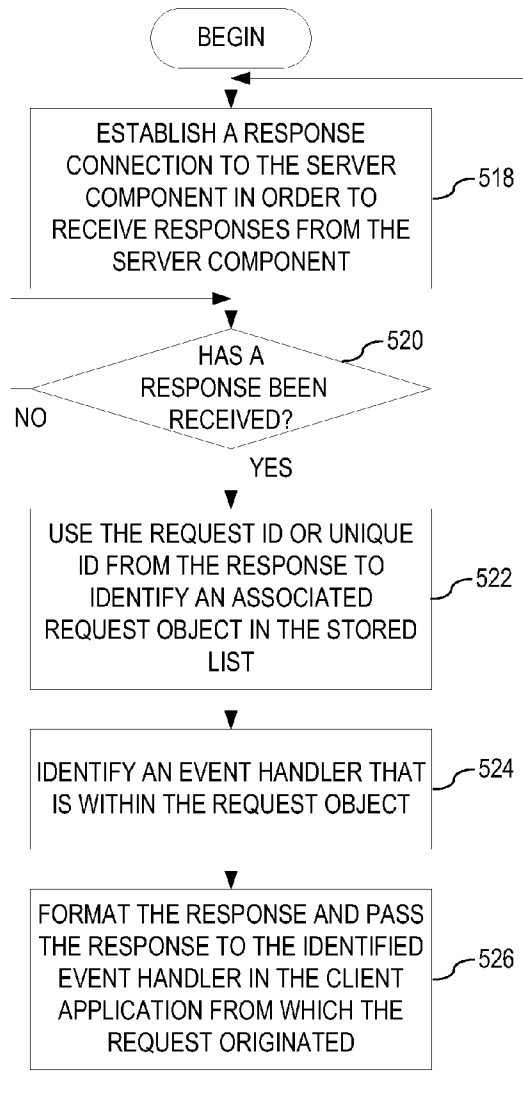 BEGIN
ESTABLISH A RESPONSE
CONNECTION TO THE SERVER
COMPONENT IN ORDER TO
RECEIVE RESPONSES FROM THE
SERVER COMPONENT
518
520
HAS A
RESPONSE BEEN
RECEIVED?
NO
YES
USE THE REQUEST ID OR UNIQUE
ID FROM THE RESPONSE TO
IDENTIFY AN ASSOCIATED
REQUEST OBJECT IN THE STORED
LIST
522
IDENTIFY AN EVENT HANDLER THAT
IS WITHIN THE REQUEST OBJECT
524
FORMAT THE RESPONSE AND PASS
THE RESPONSE TO THE IDENTIFIED
EVENT HANDLER IN THE CLIENT
APPLICATION FROM WHICH THE
REQUEST ORIGINATED
526